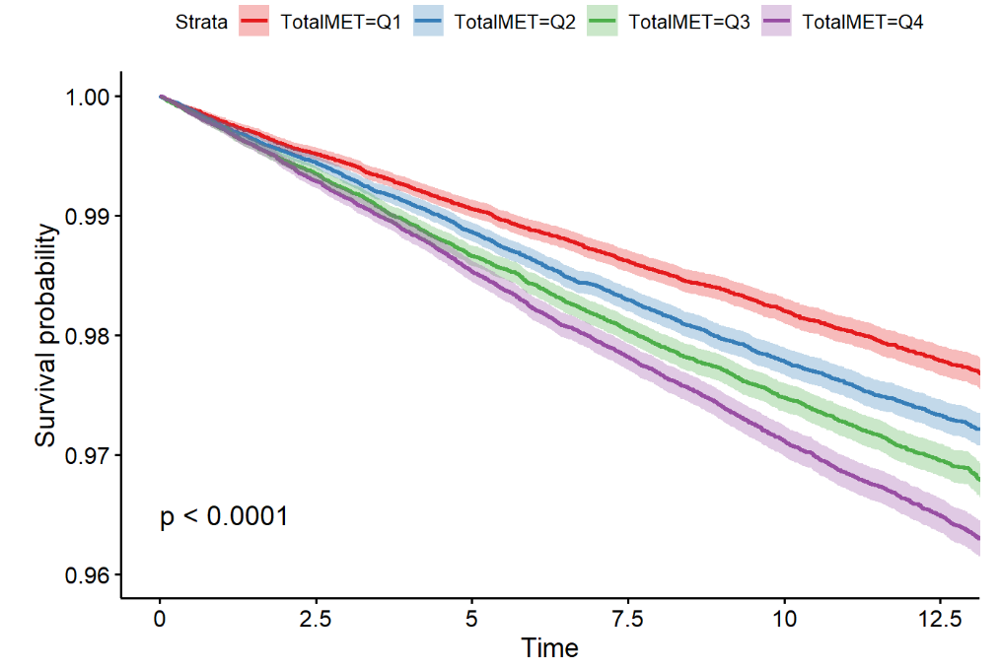 Strata TotalMET=Q1 TotalMET=Q2 TotalMET=Q3 TotalMET=Q4
1.00
0.99
0.98
0.97
0.96
Survival probability
p < 0.0001
0 2.5 5 7.5 10 12.5
Time